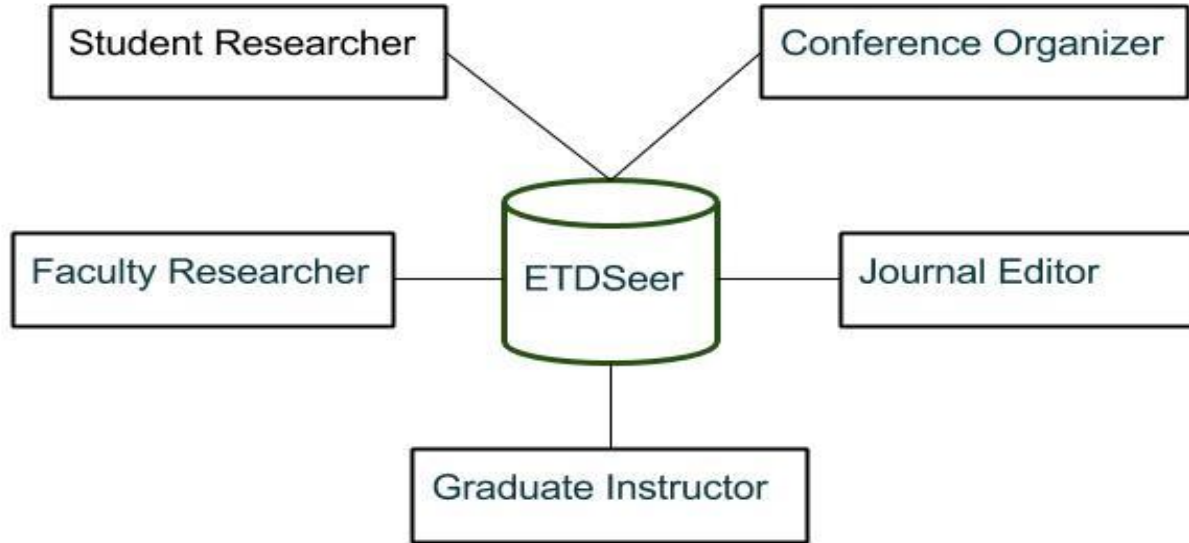 Student Researcher
Conference Organizer
Faculty Researcher
ETDSeer
Journal Editor
Graduate Instructor